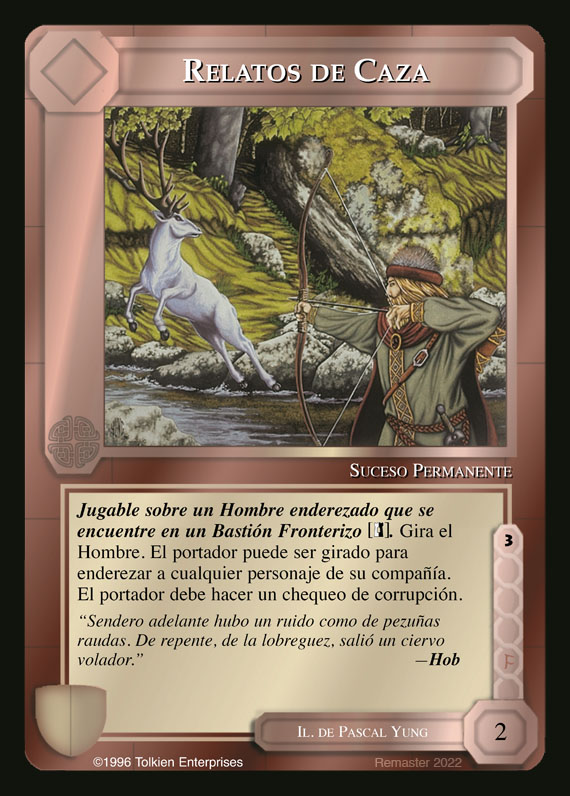 Relatos de Caza
Suceso Permanente
Jugable sobre un Hombre enderezado que se
encuentre en un Bastión Fronterizo []. Gira el
Hombre. El portador puede ser girado para
enderezar a cualquier personaje de su compañía.
El portador debe hacer un chequeo de corrupción.
“Sendero adelante hubo un ruido como de pezuñas
raudas. De repente, de la lobreguez, salió un ciervo
volador.” —Hob
3
F
Il. de Pascal Yung
2
©1996 Tolkien Enterprises
Remaster 2022